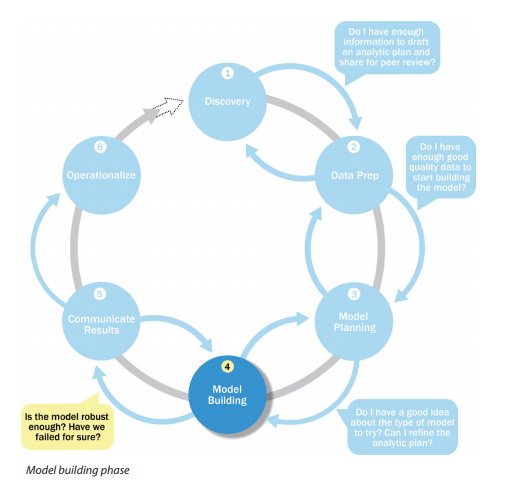 Do I have enough
information to draft
an analytic plan and
share for peer review?
1
Discovery
6
Operationalize
2
Data Prep
Do I have
enough good
quality data to
start building
the model?
5
Communicate
Results
3
Model
Planning
4
Model
Building
Is the model robust
enough? Have we
failed for sure?
Do I have a good idea
about the type of model
to try? Can I refine the
analytic plan?
Model building phase